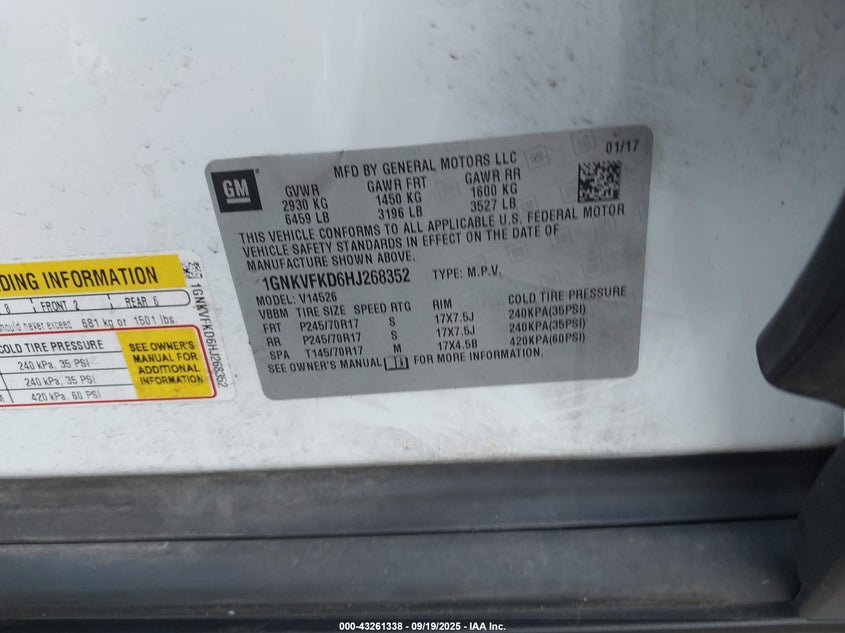 GM
MFD BY GENERAL MOTORS LLC
01/17
GVWR GAWR FRT GAWR RR
2930 KG 1450 KG 1600 KG
6459 LB 3196 LB 3527 LB
THIS VEHICLE CONFORMS TO ALL APPLICABLE U.S. FEDERAL MOTOR
VEHICLE SAFETY STANDARDS IN EFFECT ON THE DATE OF
MANUFACTURE SHOWN ABOVE.
1GNKVFKD6HJ268352 TYPE: M.P.V.
MODEL: V14526
VBBM TIRE SIZE SPEED RTG RIM COLD TIRE PRESSURE
FRT P245/70R17 S 17X7.5J 240KPA(35PSI)
RR P245/70R17 S 17X7.5J 240KPA(35PSI)
SPA T145/70R17 M 17X4.5B 420KPA(60PSI)
SEE OWNER'S MANUAL FOR MORE INFORMATION.
DING INFORMATION
8 FRONT 2 REAR 6
should never exceed 681 kg or 1501 lbs.
COLD TIRE PRESSURE
240 kPa, 35 PSI
240 kPa, 35 PSI
420 kPa, 60 PSI
SEE OWNER'S
MANUAL FOR
ADDITIONAL
INFORMATION
1GNKVFKD6HJ268352
000-43261338 - 09/19/2025 - IAA Inc.